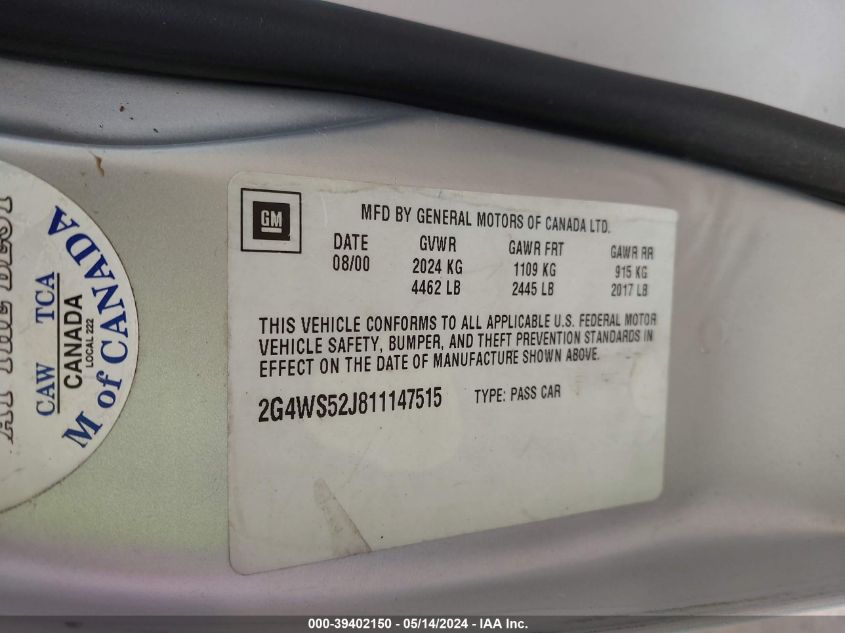 GM
MFD BY GENERAL MOTORS OF CANADA LTD.
DATE GVWR GAWR FRT GAWR RR
08/00 2024 KG 1109 KG 915 KG
4462 LB 2445 LB 2017 LB
THIS VEHICLE CONFORMS TO ALL APPLICABLE U.S. FEDERAL MOTOR
VEHICLE SAFETY, BUMPER, AND THEFT PREVENTION STANDARDS IN
EFFECT ON THE DATE OF MANUFACTURE SHOWN ABOVE.
2G4WS52J811147515 TYPE: PASS CAR
THE BEST
CAW TCA
CANADA
LOCAL 222
M of CANADA
000-39402150 - 05/14/2024 - IAA Inc.